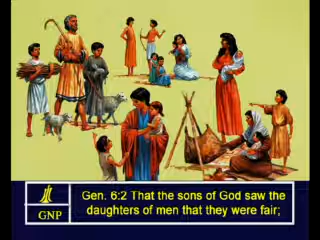 Gen. 6:2 That the sons of God saw the
daughters of men that they were fair;
GNP